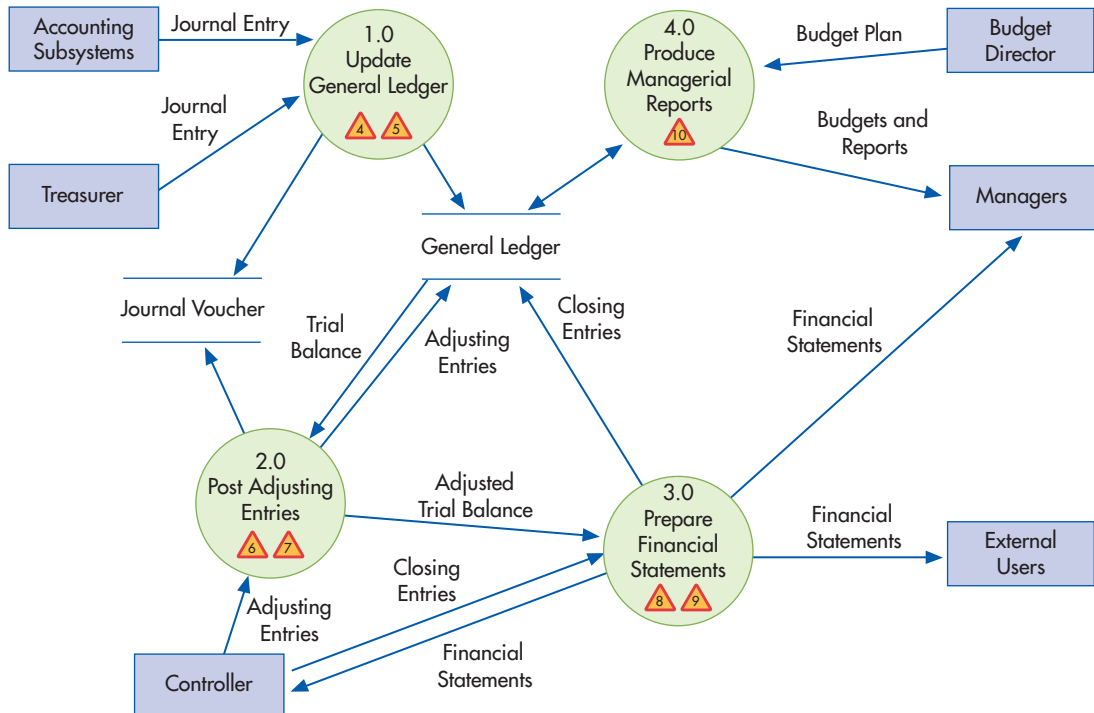 Accounting
Subsystems
Journal Entry
1.0
Update
General Ledger
4
5
4.0
Produce
Managerial
Reports
10
Budget Plan
Budget
Director
Journal
Entry
Treasurer
Budgets and
Reports
Managers
General Ledger
Journal Voucher
Trial
Balance
Adjusting
Entries
Closing
Entries
Financial
Statements
2.0
Post Adjusting
Entries
6
7
Adjusted
Trial Balance
3.0
Prepare
Financial
Statements
8
9
Financial
Statements
External
Users
Closing
Entries
Adjusting
Entries
Financial
Statements
Controller